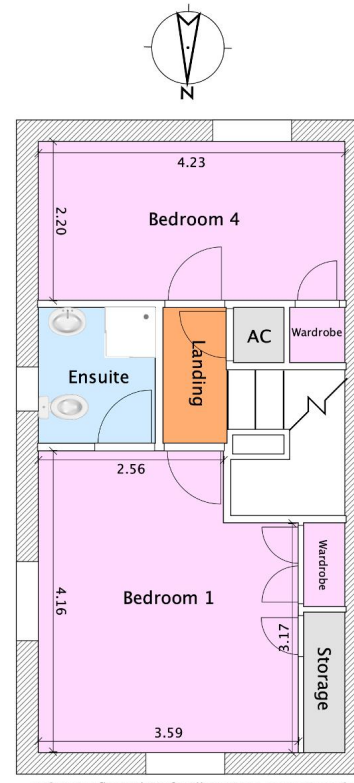 N
4.23
2.20
Bedroom 4
AC
Wardrobe
Landing
Ensuite
2.56
4.16
Bedroom 1
Wardrobe
3.17
Storage
3.59